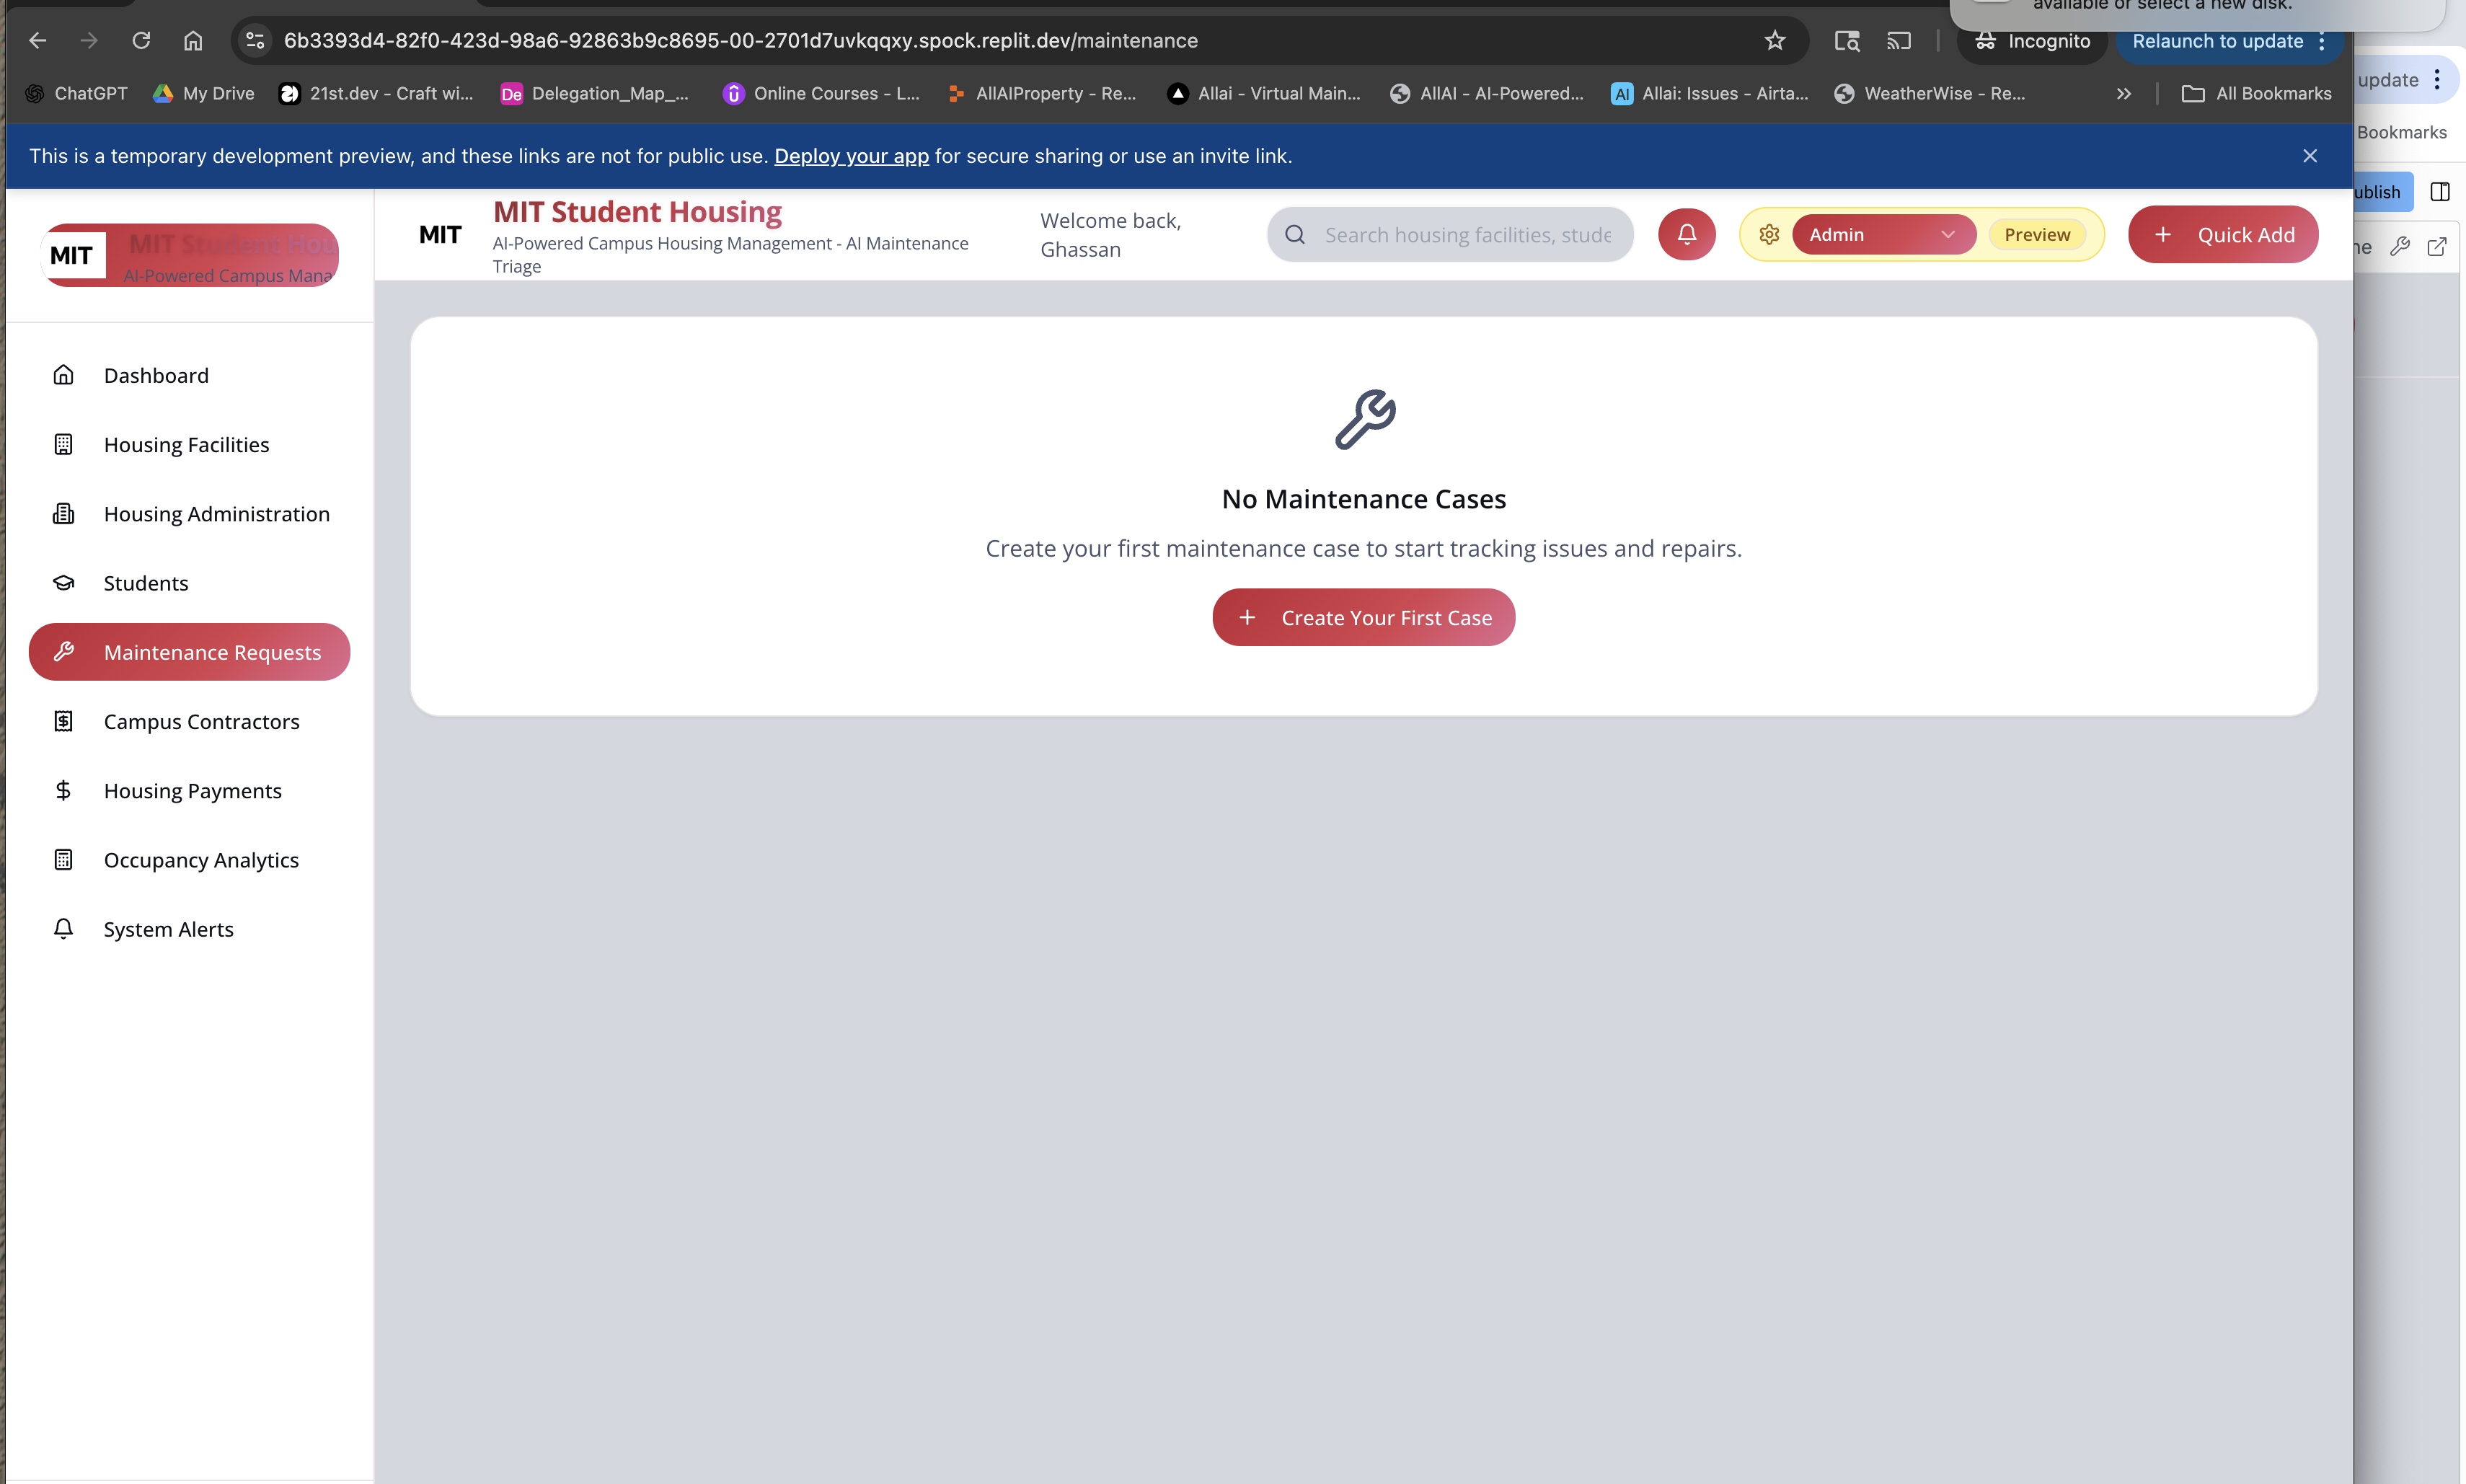 available or select a new disk.
6b3393d4-82f0-423d-98a6-92863b9c8695-00-2701d7uvkqqxy.spock.replit.dev/maintenance
Incognito
Relaunch to update
update
ChatGPT
My Drive
21st.dev - Craft wi...
Delegation_Map_...
Online Courses - L...
AllAIProperty - Re...
Allai - Virtual Main...
AllAI - AI-Powered...
Allai: Issues - Airta...
WeatherWise - Re...
All Bookmarks
Bookmarks
This is a temporary development preview, and these links are not for public use. Deploy your app for secure sharing or use an invite link.
ublish
MIT
MIT Student Hou
AI-Powered Campus Mana
MIT
MIT Student Housing
AI-Powered Campus Housing Management - AI Maintenance
Triage
Welcome back,
Ghassan
Search housing facilities, stude
Admin
Preview
Quick Add
Dashboard
Housing Facilities
Housing Administration
Students
Maintenance Requests
Campus Contractors
Housing Payments
Occupancy Analytics
System Alerts
No Maintenance Cases
Create your first maintenance case to start tracking issues and repairs.
Create Your First Case